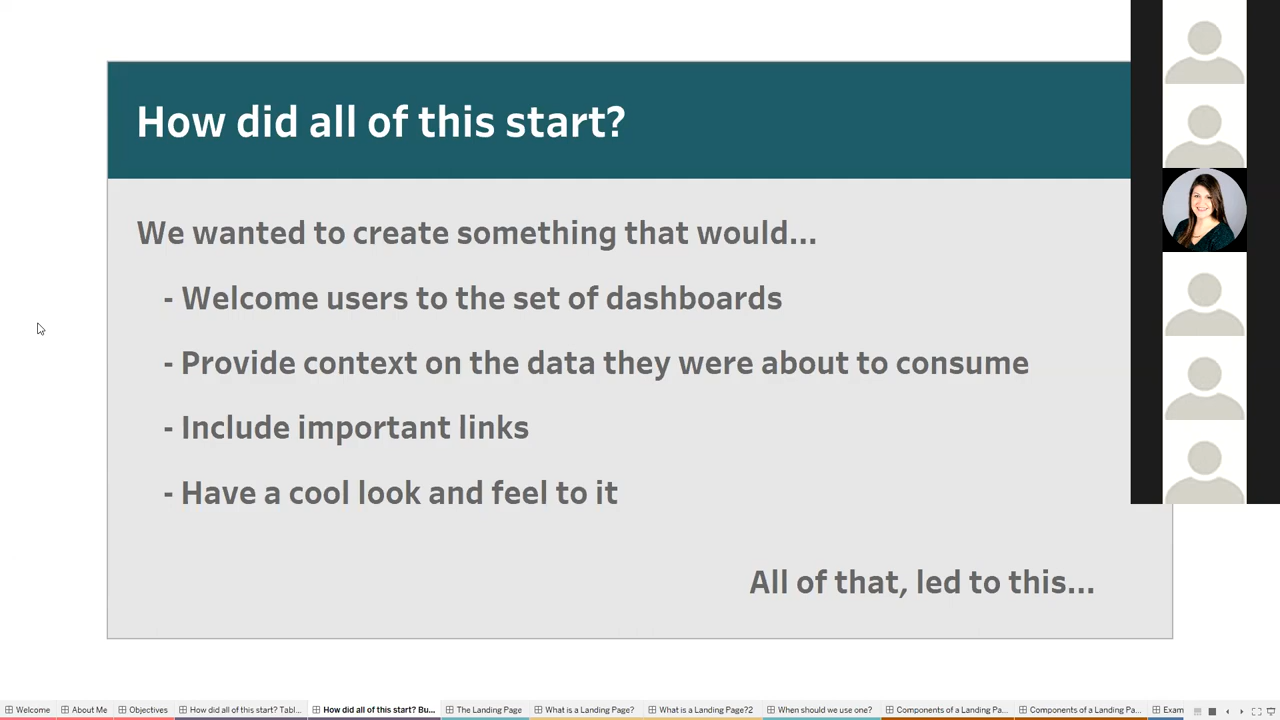 How did all of this start?
We wanted to create something that would...
- Welcome users to the set of dashboards
- Provide context on the data they were about to consume
- Include important links
- Have a cool look and feel to it
All of that, led to this...
Welcome
About Me
Objectives
How did all of this start? Tabl...
How did all of this start? Bu...
The Landing Page
What is a Landing Page?
What is a Landing Page?2
When should we use one?
Components of a Landing Pa...
Components of a Landing Pa...
Exam